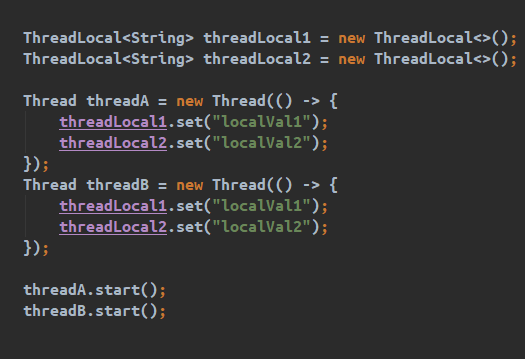 ThreadLocal<String> threadLocal1 = new ThreadLocal<>();
ThreadLocal<String> threadLocal2 = new ThreadLocal<>();
Thread threadA = new Thread(() -> {
threadLocal1.set("localVal1");
threadLocal2.set("localVal2");
});
Thread threadB = new Thread(() -> {
threadLocal1.set("localVal1");
threadLocal2.set("localVal2");
});
threadA.start();
threadB.start();